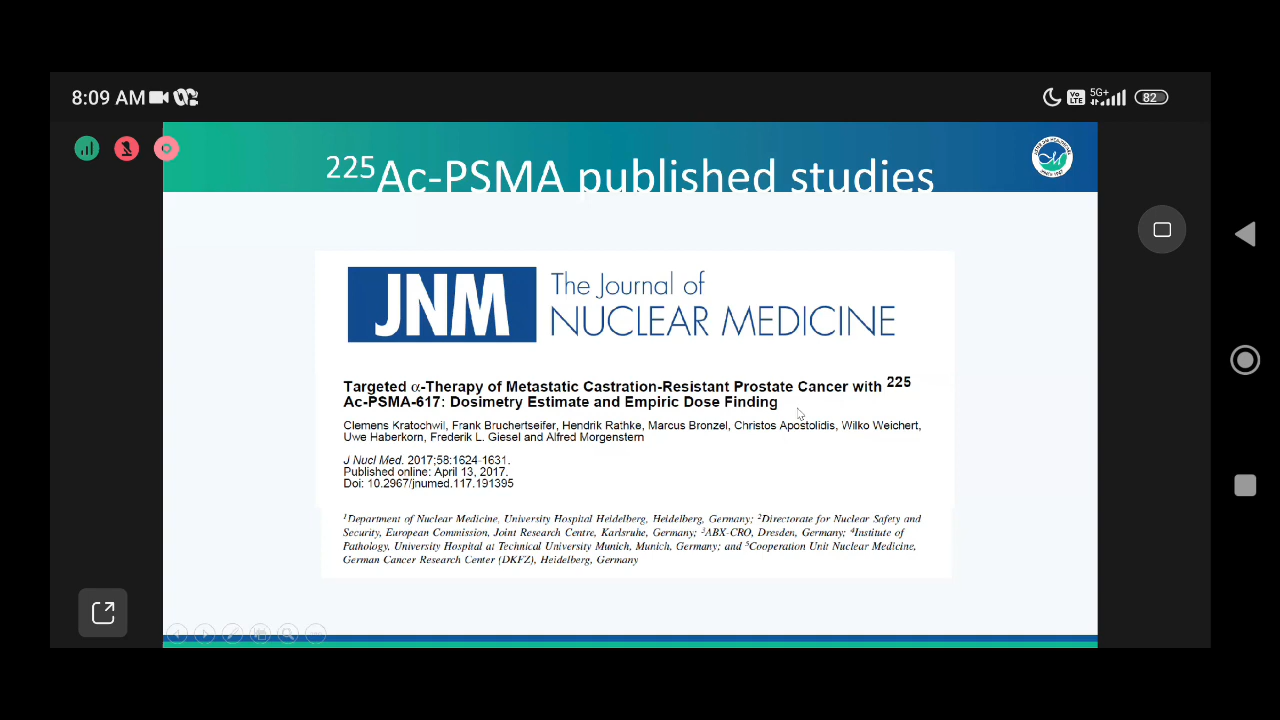 8:09 AM
Vo LTE 5G+ 82
225Ac-PSMA published studies
JNM The Journal of
NUCLEAR MEDICINE
Targeted α-Therapy of Metastatic Castration-Resistant Prostate Cancer with 225
Ac-PSMA-617: Dosimetry Estimate and Empiric Dose Finding
Clemens Kratochwil, Frank Bruchertseifer, Hendrik Rathke, Marcus Bronzel, Christos Apostolidis, Wilko Weichert,
Uwe Haberkorn, Frederik L. Giesel and Alfred Morgenstern
J Nucl Med. 2017;58:1624-1631.
Published online: April 13, 2017.
Doi: 10.2967/jnumed.117.191395
1Department of Nuclear Medicine, University Hospital Heidelberg, Heidelberg, Germany; 2Directorate for Nuclear Safety and
Security, European Commission, Joint Research Centre, Karlsruhe, Germany; 3ABX-CRO, Dresden, Germany; 4Institute of
Pathology, University Hospital at Technical University Munich, Munich, Germany; and 5Cooperation Unit Nuclear Medicine,
German Cancer Research Center (DKFZ), Heidelberg, Germany